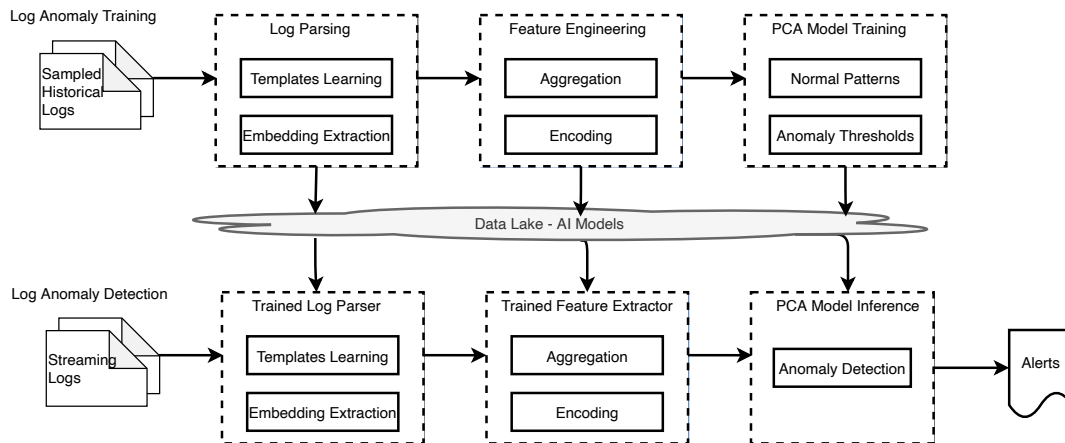 Log Anomaly Training
Sampled
Historical
Logs
Log Parsing
Templates Learning
Embedding Extraction
Feature Engineering
Aggregation
Encoding
PCA Model Training
Normal Patterns
Anomaly Thresholds
Data Lake - AI Models
Log Anomaly Detection
Streaming
Logs
Trained Log Parser
Templates Learning
Embedding Extraction
Trained Feature Extractor
Aggregation
Encoding
PCA Model Inference
Anomaly Detection
Alerts